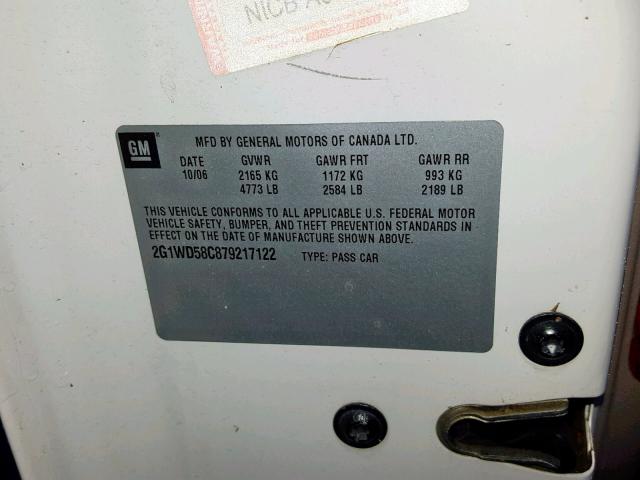 NICB
GM
MFD BY GENERAL MOTORS OF CANADA LTD.
DATE GVWR GAWR FRT GAWR RR
10/06 2165 KG 1172 KG 993 KG
4773 LB 2584 LB 2189 LB
THIS VEHICLE CONFORMS TO ALL APPLICABLE U.S. FEDERAL MOTOR
VEHICLE SAFETY, BUMPER, AND THEFT PREVENTION STANDARDS IN
EFFECT ON THE DATE OF MANUFACTURE SHOWN ABOVE.
2G1WD58C879217122 TYPE: PASS CAR